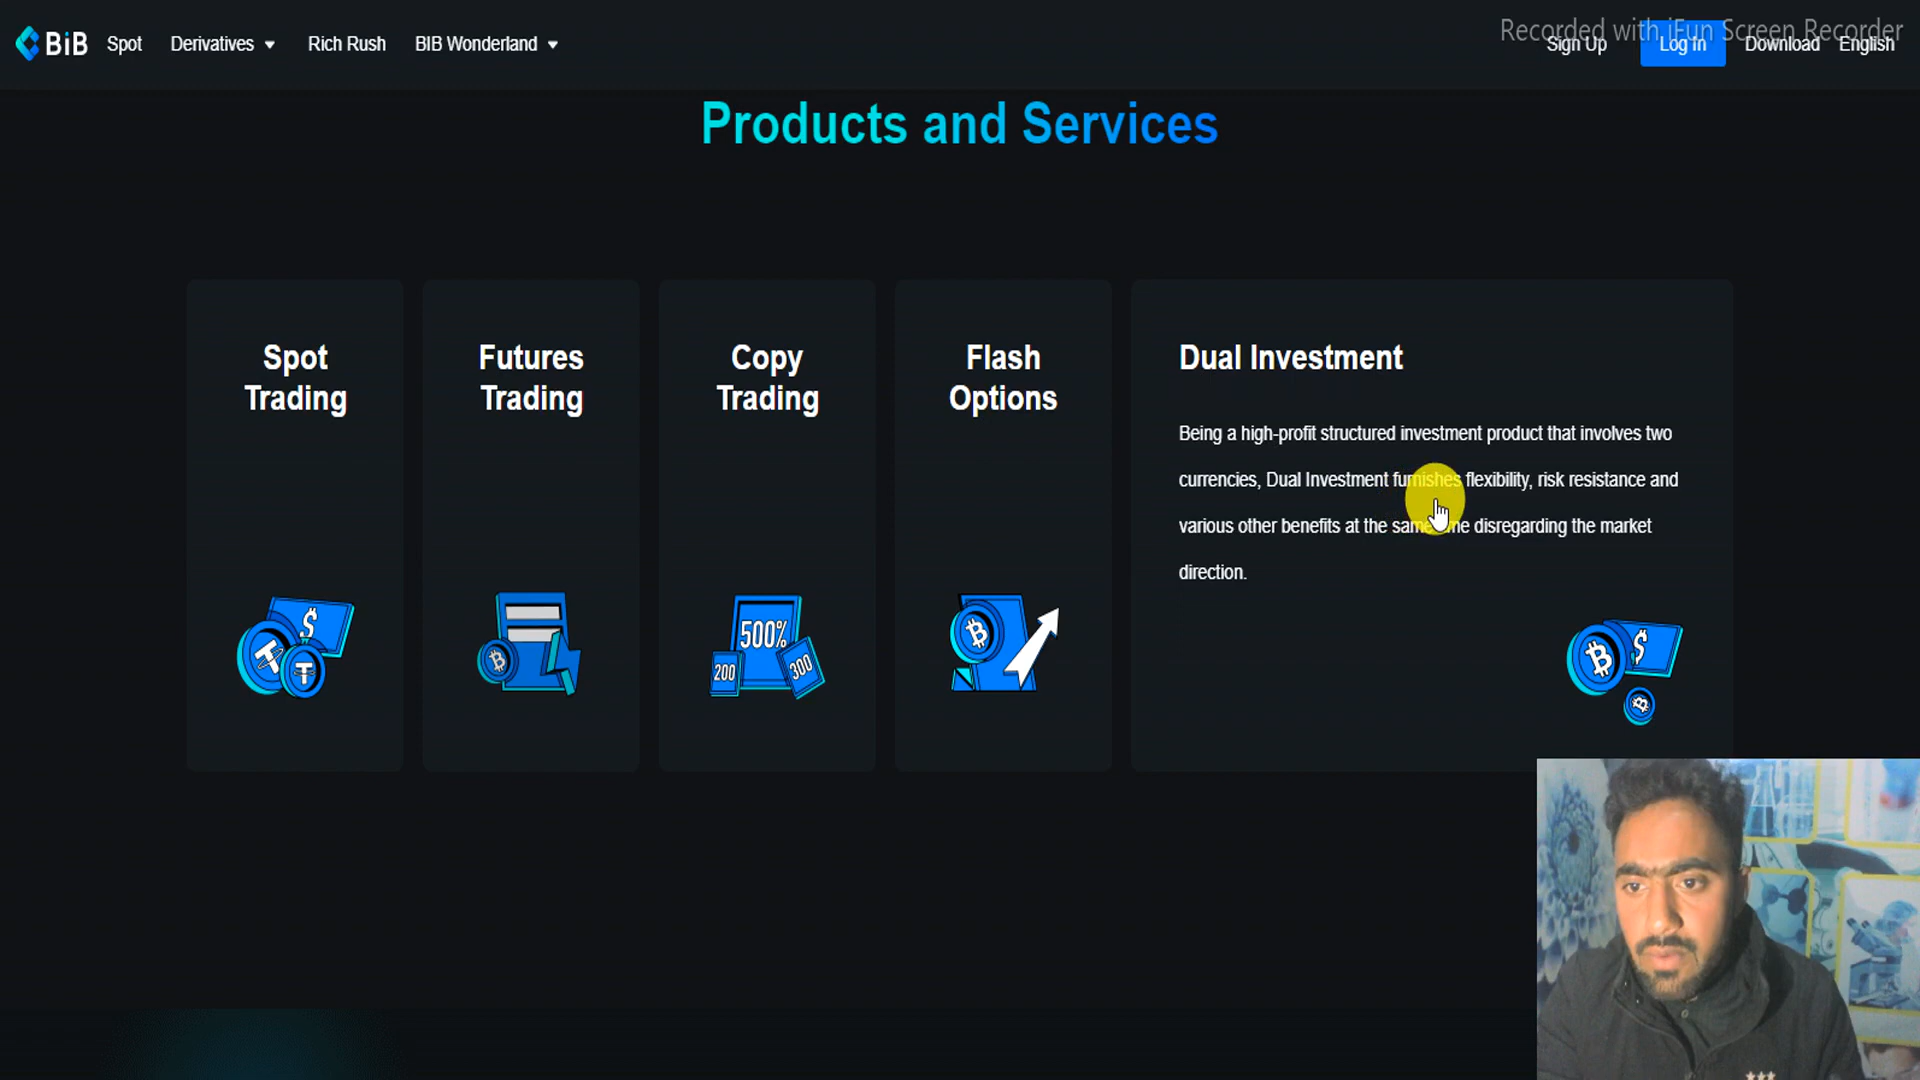 BiB
Spot
Derivatives
Rich Rush
BIB Wonderland
Recorded with iFun Screen Recorder
Sign Up
Log In
Download
English
Products and Services
Spot
Trading
Futures
Trading
Copy
Trading
Flash
Options
Dual Investment
Being a high-profit structured investment product that involves two
currencies, Dual Investment furnishes flexibility, risk resistance and
various other benefits at the same time disregarding the market
direction.
$
500%
200
300
$